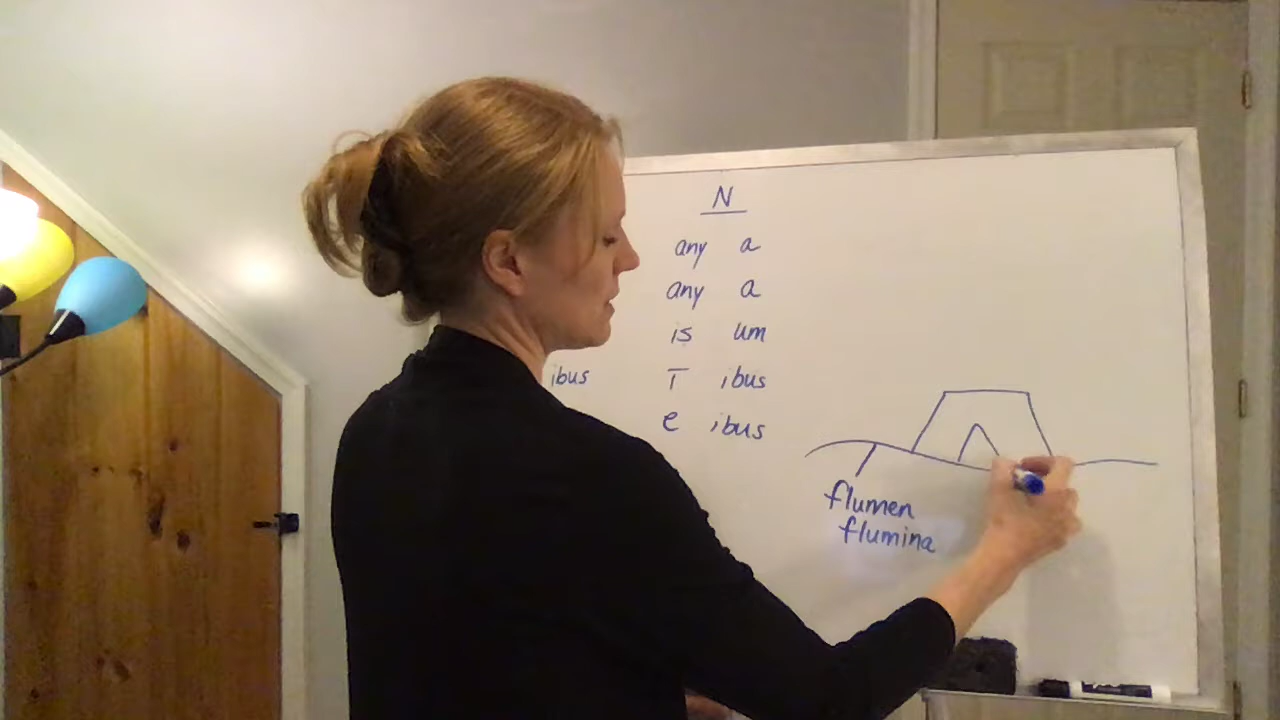 N
any a
any a
is um
ibus ī ibus
e ibus
flumen
flumina